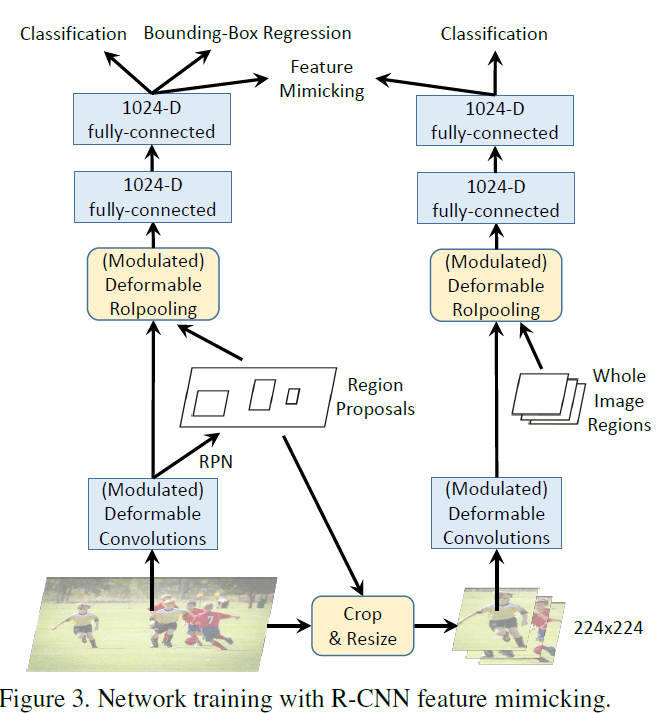 Classification
Bounding-Box Regression
Classification
Feature
Mimicking
1024-D
fully-connected
1024-D
fully-connected
1024-D
fully-connected
1024-D
fully-connected
(Modulated)
Deformable
RoIpooling
(Modulated)
Deformable
RoIpooling
Region
Proposals
Whole
Image
Regions
RPN
(Modulated)
Deformable
Convolutions
(Modulated)
Deformable
Convolutions
Crop
& Resize
224x224
Figure 3. Network training with R-CNN feature mimicking.